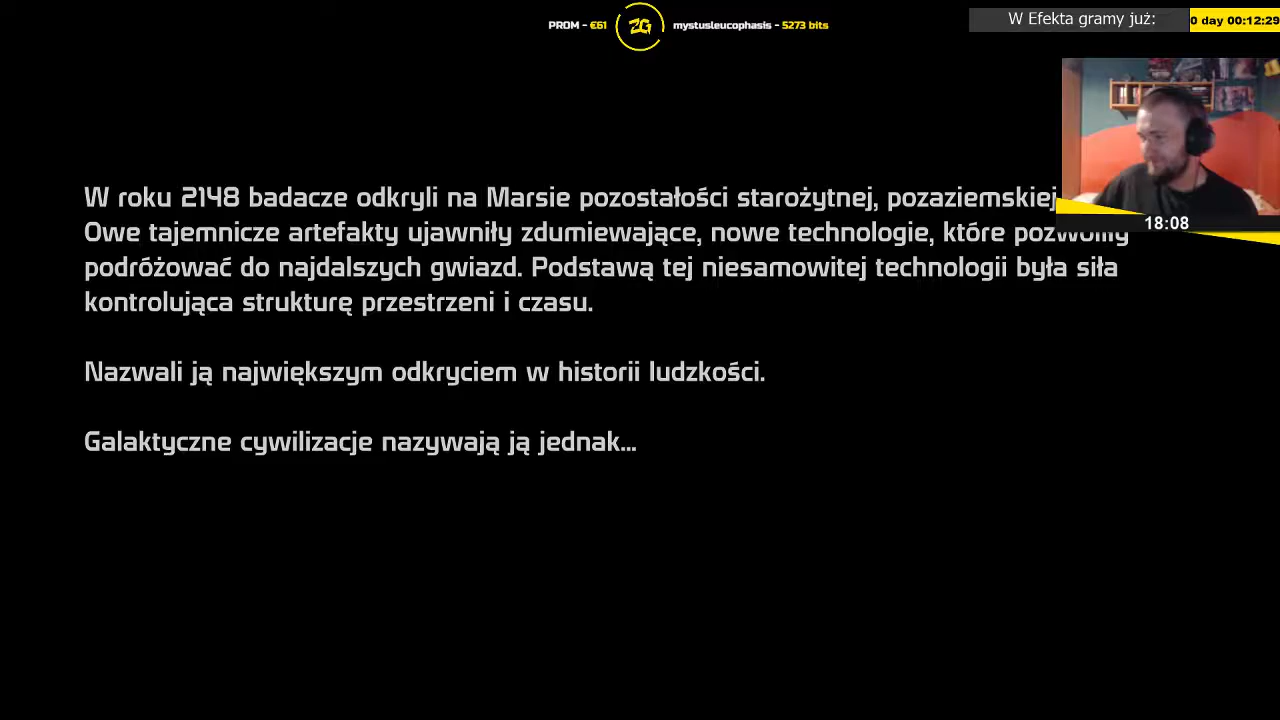 PROM - €61
ZG
mystusleucophasis - 5273 bits
W Efekta gramy już:
0 day 00:12:29
18:08
W roku 2148 badacze odkryli na Marsie pozostałości starożytnej, pozaziemskiej
Owe tajemnicze artefakty ujawniły zdumiewające, nowe technologie, które pozwoliły
podróżować do najdalszych gwiazd. Podstawą tej niesamowitej technologii była siła
kontrolująca strukturę przestrzeni i czasu.
Nazwali ją największym odkryciem w historii ludzkości.
Galaktyczne cywilizacje nazywają ją jednak...